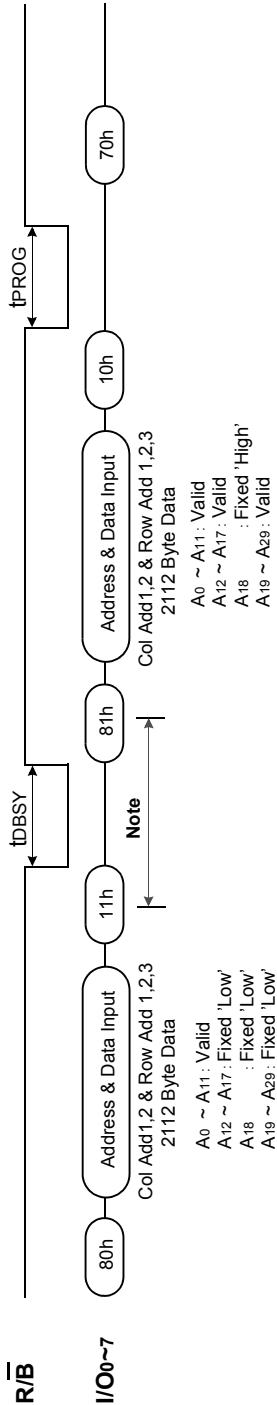 R/B
tDBSY
tPROG
I/O0~7
80h
Address & Data Input
11h
81h
Address & Data Input
10h
70h
Note
Col Add1,2 & Row Add 1,2,3
2112 Byte Data
A0 ~ A11 : Valid
A12 ~ A17 : Fixed 'Low'
A18 : Fixed 'Low'
A19 ~ A29 : Fixed 'Low'
Col Add1,2 & Row Add 1,2,3
2112 Byte Data
A0 ~ A11 : Valid
A12 ~ A17 : Valid
A18 : Fixed 'High'
A19 ~ A29 : Valid